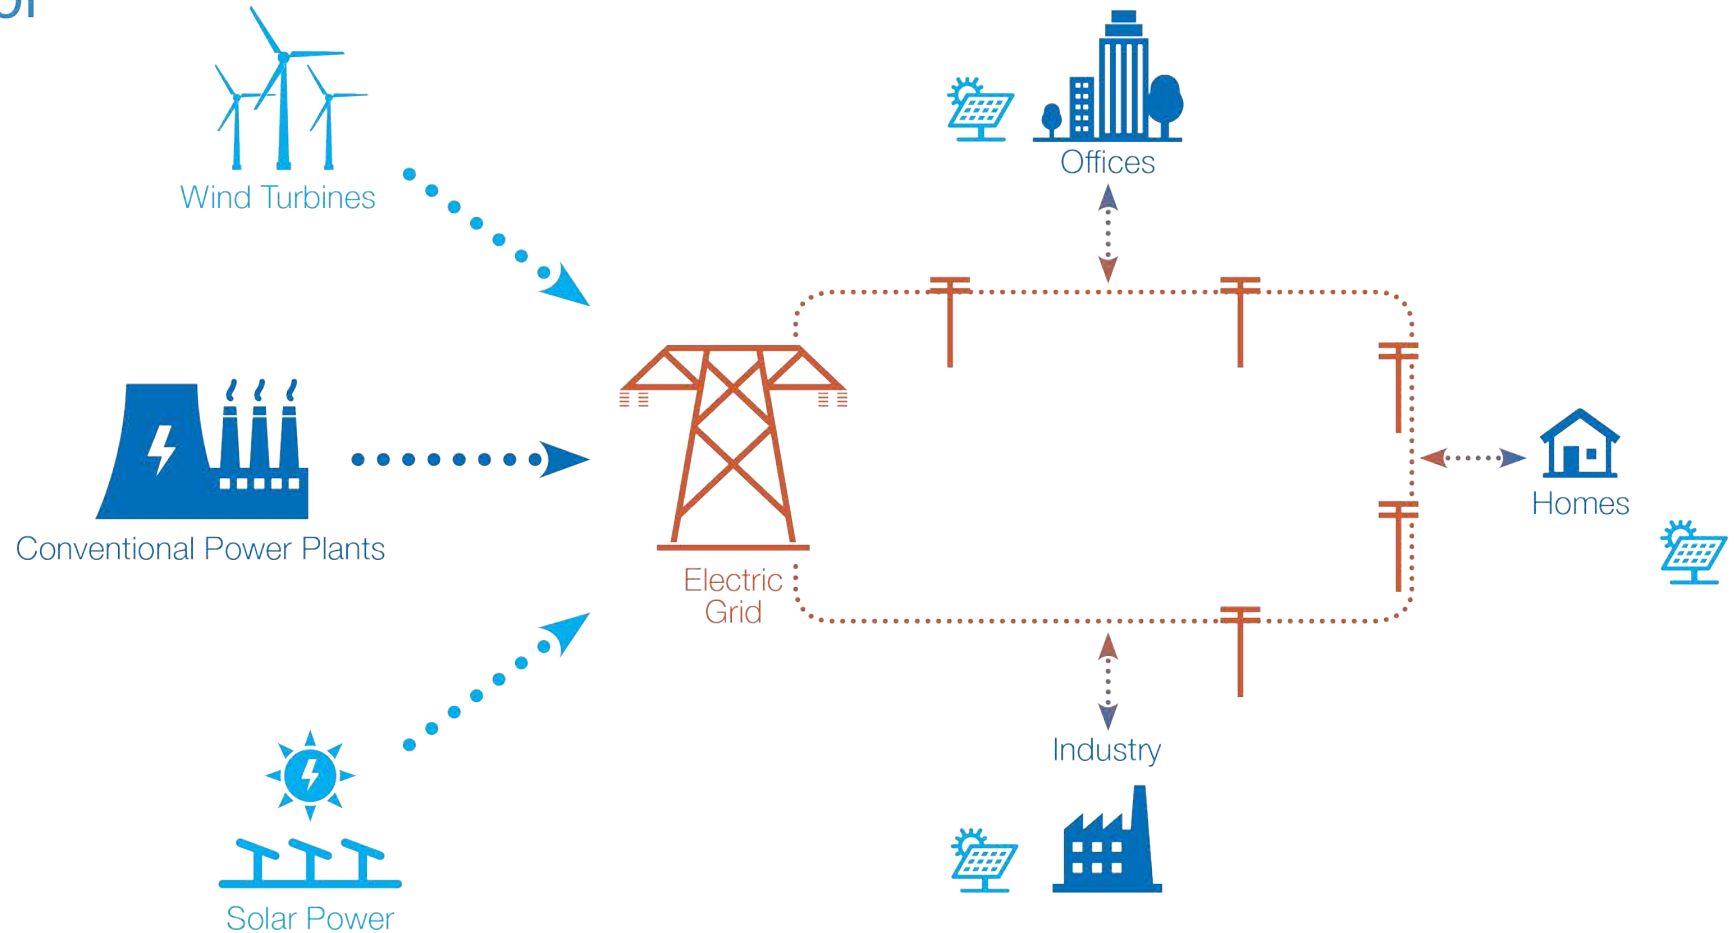 Wind Turbines
Offices
Conventional Power Plants
Homes
Electric
Grid
Industry
Solar Power